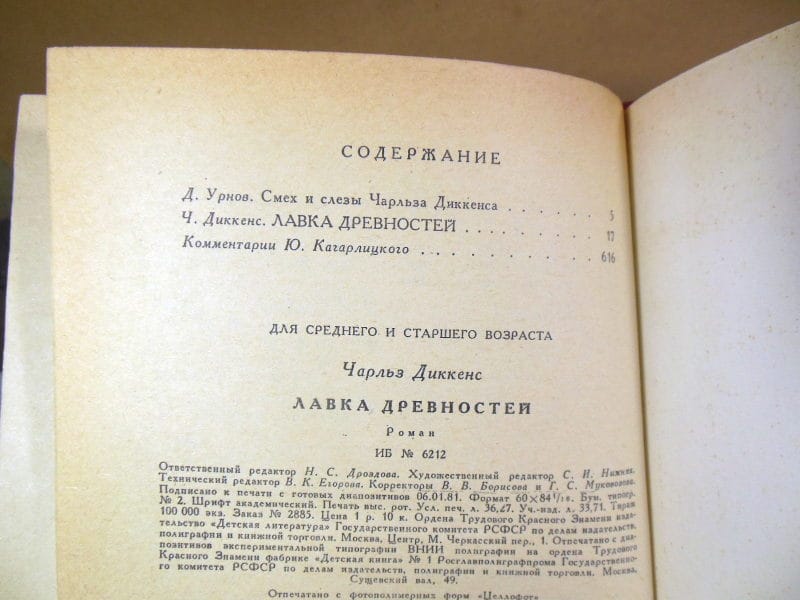 СОДЕРЖАНИЕ
Д. Урнов. Смех и слезы Чарльза Диккенса . . . . . . 5
Ч. Диккенс. ЛАВКА ДРЕВНОСТЕЙ . . . . . . . . 17
Комментарии Ю. Кагарлицкого . . . . . . . . . . 616
ДЛЯ СРЕДНЕГО И СТАРШЕГО ВОЗРАСТА
Чарльз Диккенс
ЛАВКА ДРЕВНОСТЕЙ
Роман
ИБ № 6212
Ответственный редактор Н. С. Дроздова. Художественный редактор С. И. Нижняя.
Технический редактор В. К. Егорова. Корректоры В. В. Борисова и Г. С. Муковозова.
Подписано к печати с готовых диапозитивов 06.01.81. Формат 60×84 1/16. Бум. типогр.
№ 2. Шрифт академический. Печать выс. рот. Усл. печ. л. 36,27. Уч.-изд. л. 33,71. Тираж
100 000 экз. Заказ № 2885. Цена 1 р. 10 к. Ордена Трудового Красного Знамени изда-
тельство «Детская литература» Государственного комитета РСФСР по делам издательств,
полиграфии и книжной торговли. Москва, Центр, М. Черкасский пер., 1. Отпечатано с диа-
позитивов экспериментальной типографии ВНИИ полиграфии на ордена Трудового
Красного Знамени фабрике «Детская книга» № 1 Росглавполиграфпрома Государственно-
го комитета РСФСР по делам издательств, полиграфии и книжной торговли. Москва,
Сущевский вал, 49.
Отпечатано с фотополимерных форм «Целлофот»